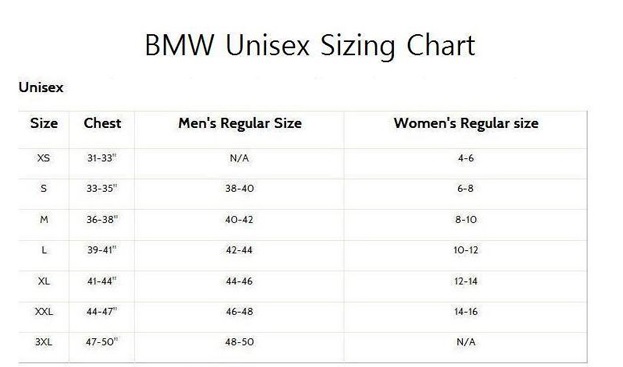 BMW Unisex Sizing Chart
Unisex
Size Chest Men's Regular Size Women's Regular size
XS 31-33" N/A 4-6
S 33-35" 38-40 6-8
M 36-38" 40-42 8-10
L 39-41" 42-44 10-12
XL 41-44" 44-46 12-14
XXL 44-47" 46-48 14-16
3XL 47-50" 48-50 N/A